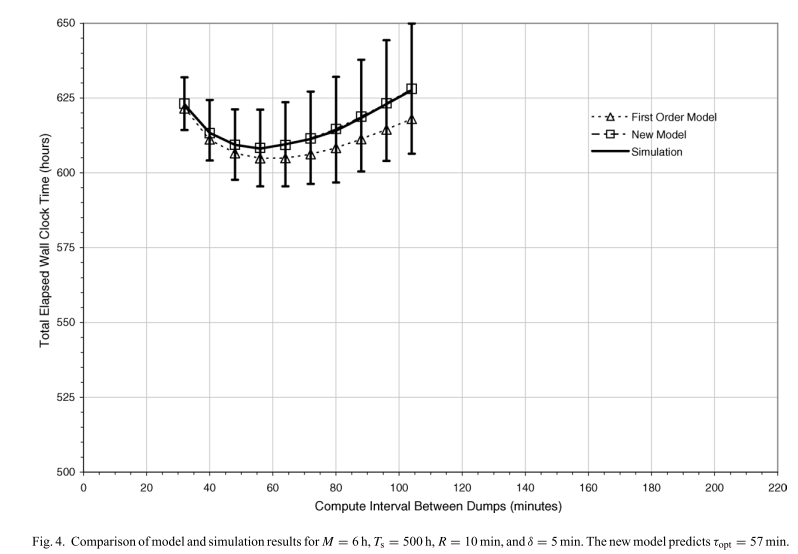 650
625
600
575
550
525
500
Total Elapsed Wall Clock Time (hours)
First Order Model
New Model
Simulation
0 20 40 60 80 100 120 140 160 180 200 220
Compute Interval Between Dumps (minutes)
Fig. 4. Comparison of model and simulation results for M = 6 h, Ts = 500 h, R = 10 min, and δ = 5 min. The new model predicts τopt = 57 min.